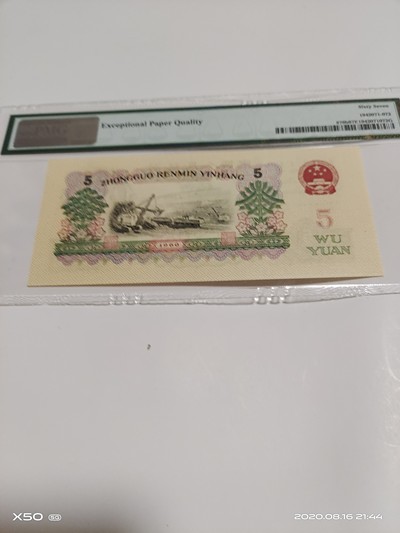 Sixty Seven
Exceptional Paper Quality
5 ZHONGGUO RENMIN YINHANG 5
5
WU
YUAN
1960
X50 5G
2020.08.16 21:44